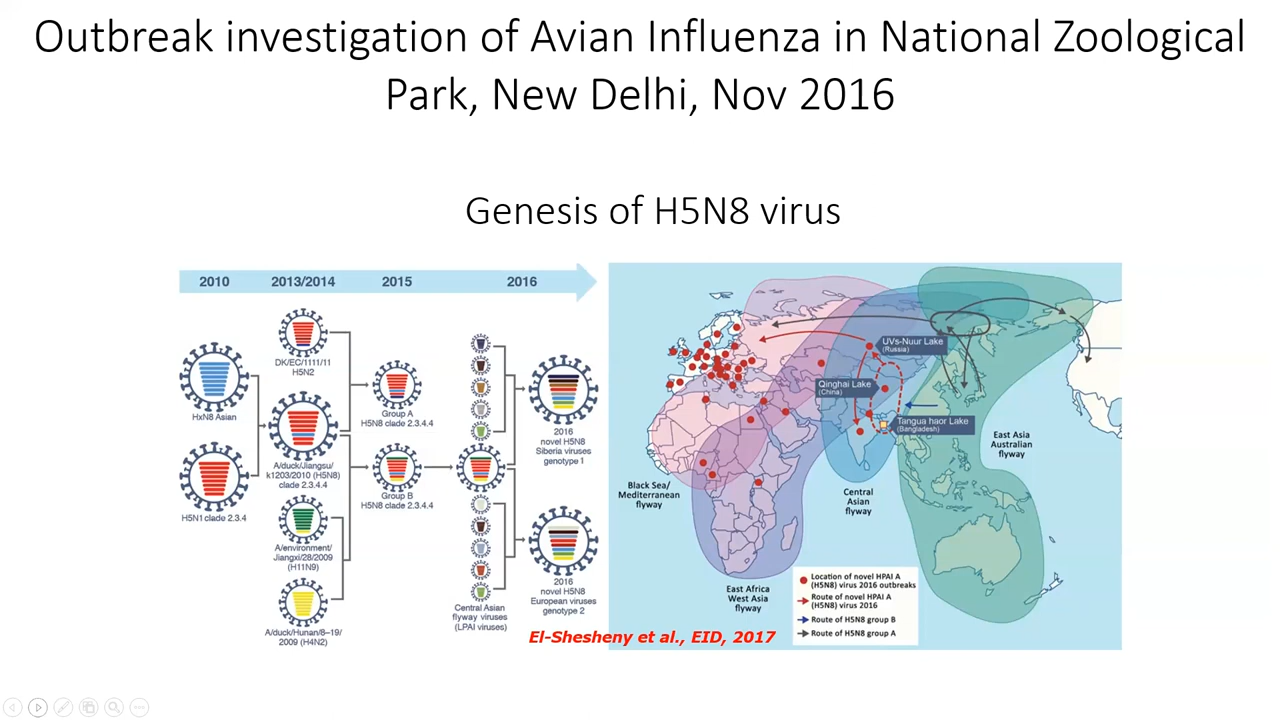 Outbreak investigation of Avian Influenza in National Zoological
Park, New Delhi, Nov 2016
Genesis of H5N8 virus
2010
2013/2014
2015
2016
DK/EC/1111/11
H5N2
HxN8 Asian
A/duck/Jiangsu/
k1203/2010 (H5N8)
clade 2.3.4.4
H5N1 clade 2.3.4
A/environment/
Jiangxi/28/2009
(H11N9)
A/duck/Hunan/8–19/
2009 (H4N2)
Group A
H5N8 clade 2.3.4.4
Group B
H5N8 clade 2.3.4.4
Central Asian
flyway viruses
(LPAI viruses)
2016
novel H5N8
Siberia viruses
genotype 1
2016
novel H5N8
European viruses
genotype 2
El-Shesheny et al., EID, 2017
UVs-Nuur Lake
(Russia)
Qinghai Lake
(China)
Tangua haor Lake
(Bangladesh)
East Asia
Australian
flyway
Black Sea/
Mediterranean
flyway
Central
Asian
flyway
East Africa
West Asia
flyway
Location of novel HPAI A
(H5N8) virus 2016 outbreaks
Route of novel HPAI A
(H5N8) virus 2016
Route of H5N8 group B
Route of H5N8 group A